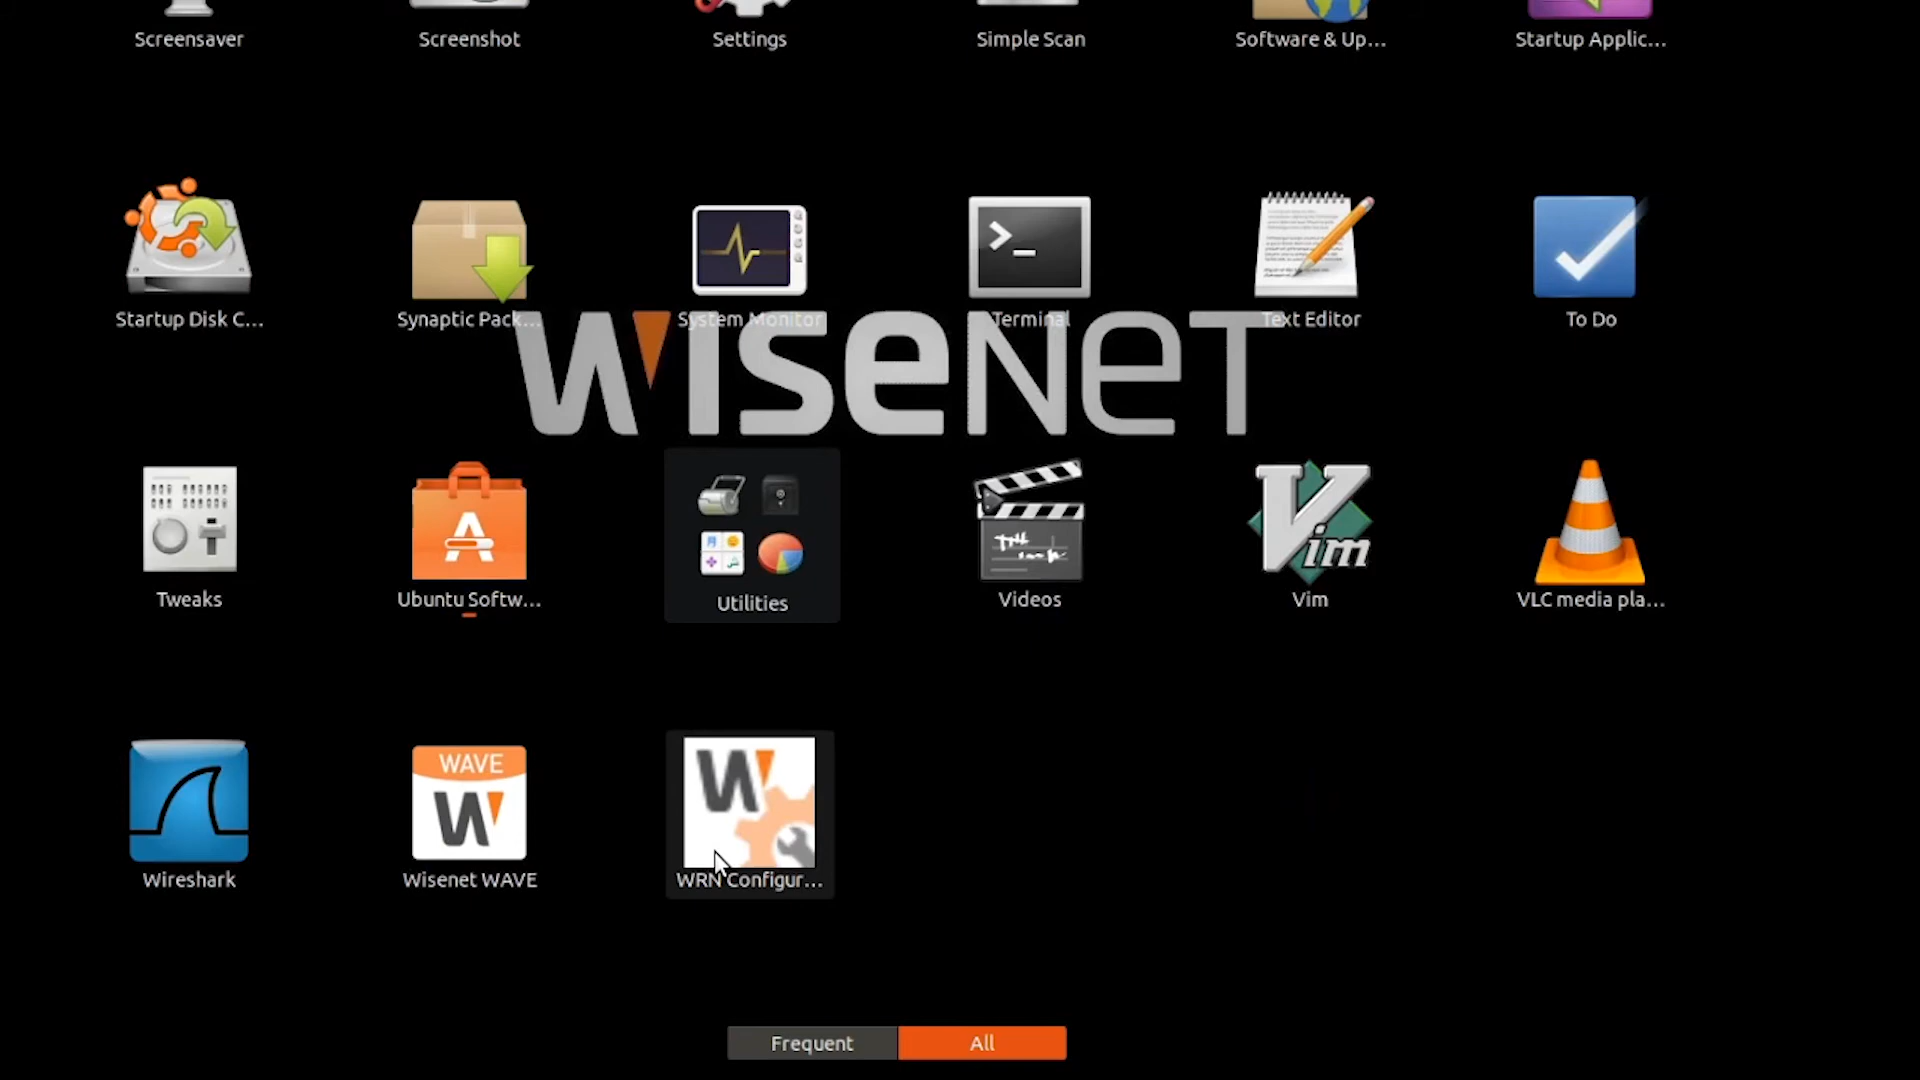 Screensaver
Screenshot
Settings
Simple Scan
Software & Up...
Startup Applic...
Startup Disk C...
Synaptic Pack...
System Monitor
Terminal
Text Editor
To Do
WISENET
Tweaks
Ubuntu Softw...
Utilities
Videos
Vim
Vim
VLC media pla...
WAVE
W
W
Wireshark
Wisenet WAVE
WRN Configur...
Frequent
All